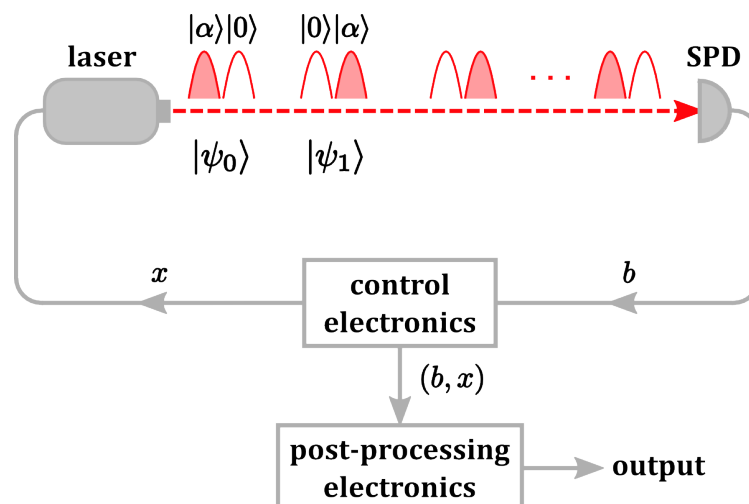 |α⟩|0⟩ |0⟩|α⟩
laser SPD
. . .
|ψ₀⟩ |ψ₁⟩
x b
control
electronics
(b, x)
post-processing
electronics
output